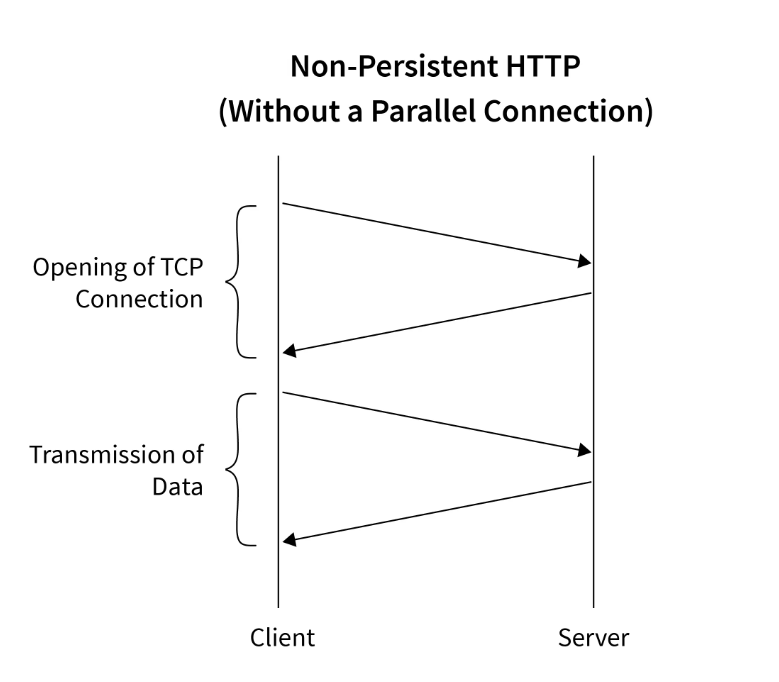 Non-Persistent HTTP
(Without a Parallel Connection)
Opening of TCP
Connection
Transmission of
Data
Client
Server